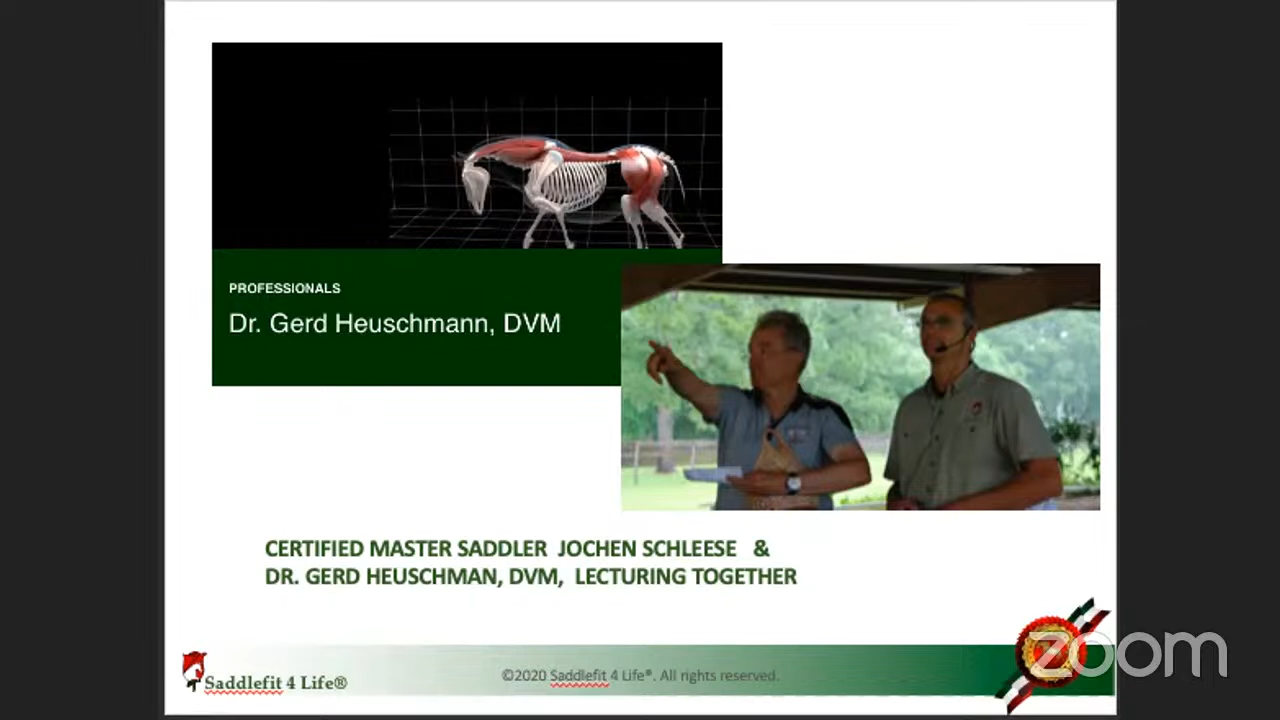 PROFESSIONALS
Dr. Gerd Heuschmann, DVM
CERTIFIED MASTER SADDLER JOCHEN SCHLEESE &
DR. GERD HEUSCHMAN, DVM, LECTURING TOGETHER
Saddlefit 4 Life®
©2020 Saddlefit 4 Life®. All rights reserved.
zoom